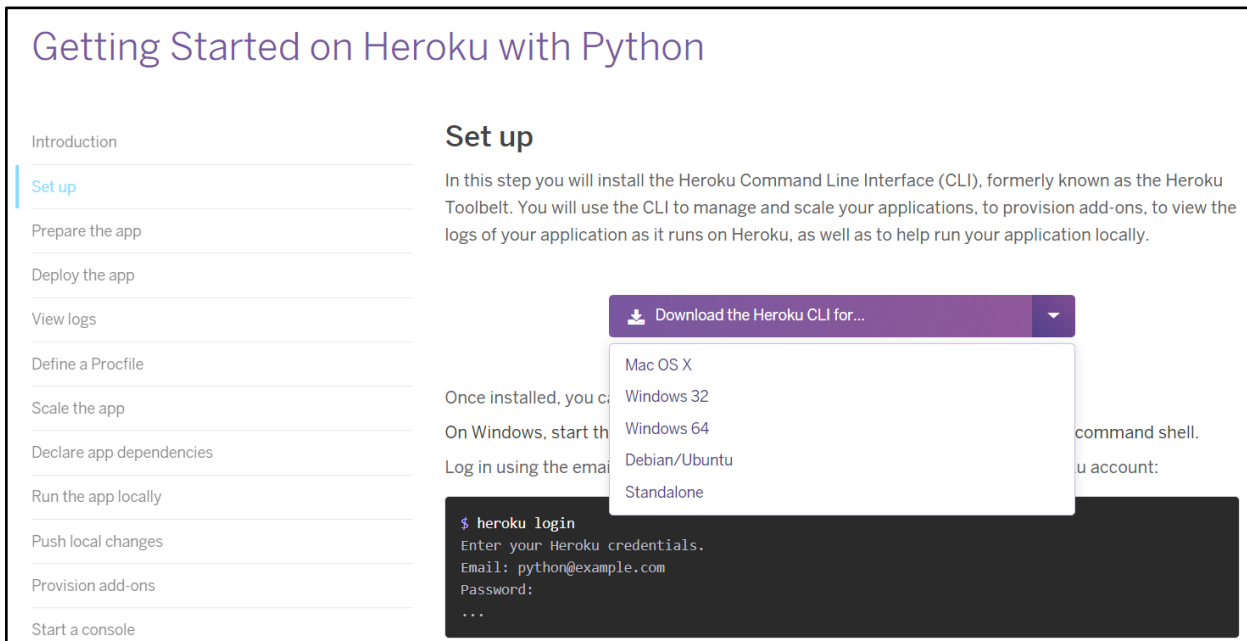 Getting Started on Heroku with Python
Introduction
Set up
Prepare the app
Deploy the app
View logs
Define a Procfile
Scale the app
Declare app dependencies
Run the app locally
Push local changes
Provision add-ons
Start a console
Set up
In this step you will install the Heroku Command Line Interface (CLI), formerly known as the Heroku
Toolbelt. You will use the CLI to manage and scale your applications, to provision add-ons, to view the
logs of your application as it runs on Heroku, as well as to help run your application locally.
Download the Heroku CLI for...
Mac OS X
Windows 32
Windows 64
Debian/Ubuntu
Standalone
Once installed, you
On Windows, start command shell.
Log in using the account:
$ heroku login
Enter your Heroku credentials.
Email: python@example.com
Password:
...